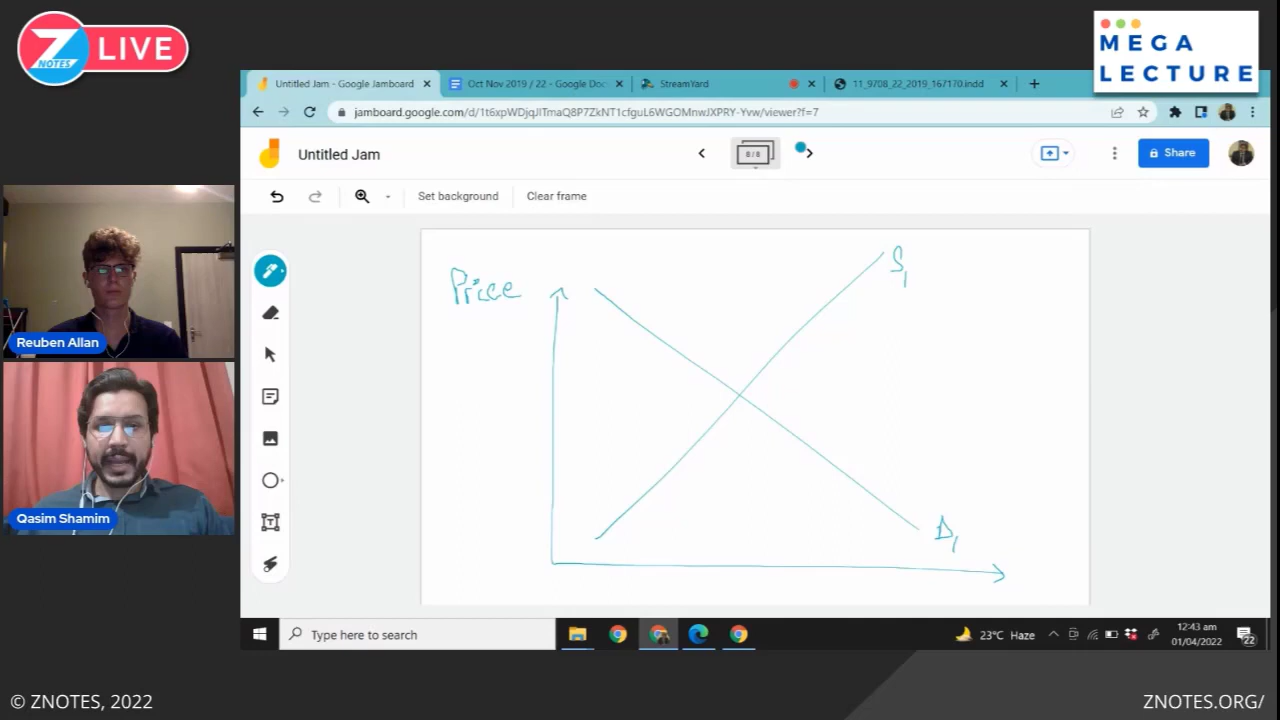 Z
NOTES
LIVE
MEGA
LECTURE
Untitled Jam - Google Jamboard
Oct Nov 2019 / 22 - Google Doc
StreamYard
11_9708_22_2019_167170.indd
jamboard.google.com/d/1t6xpWDjqJITmaQ8P7ZkNT1cfguL6WGOMnwJXPRY-Yvw/viewer?f=7
Untitled Jam
8/8
Share
Set background
Clear frame
Price
S1
D1
Reuben Allan
Qasim Shamim
Type here to search
23°C Haze
12:43 am
01/04/2022
22
© ZNOTES, 2022
ZNOTES.ORG/